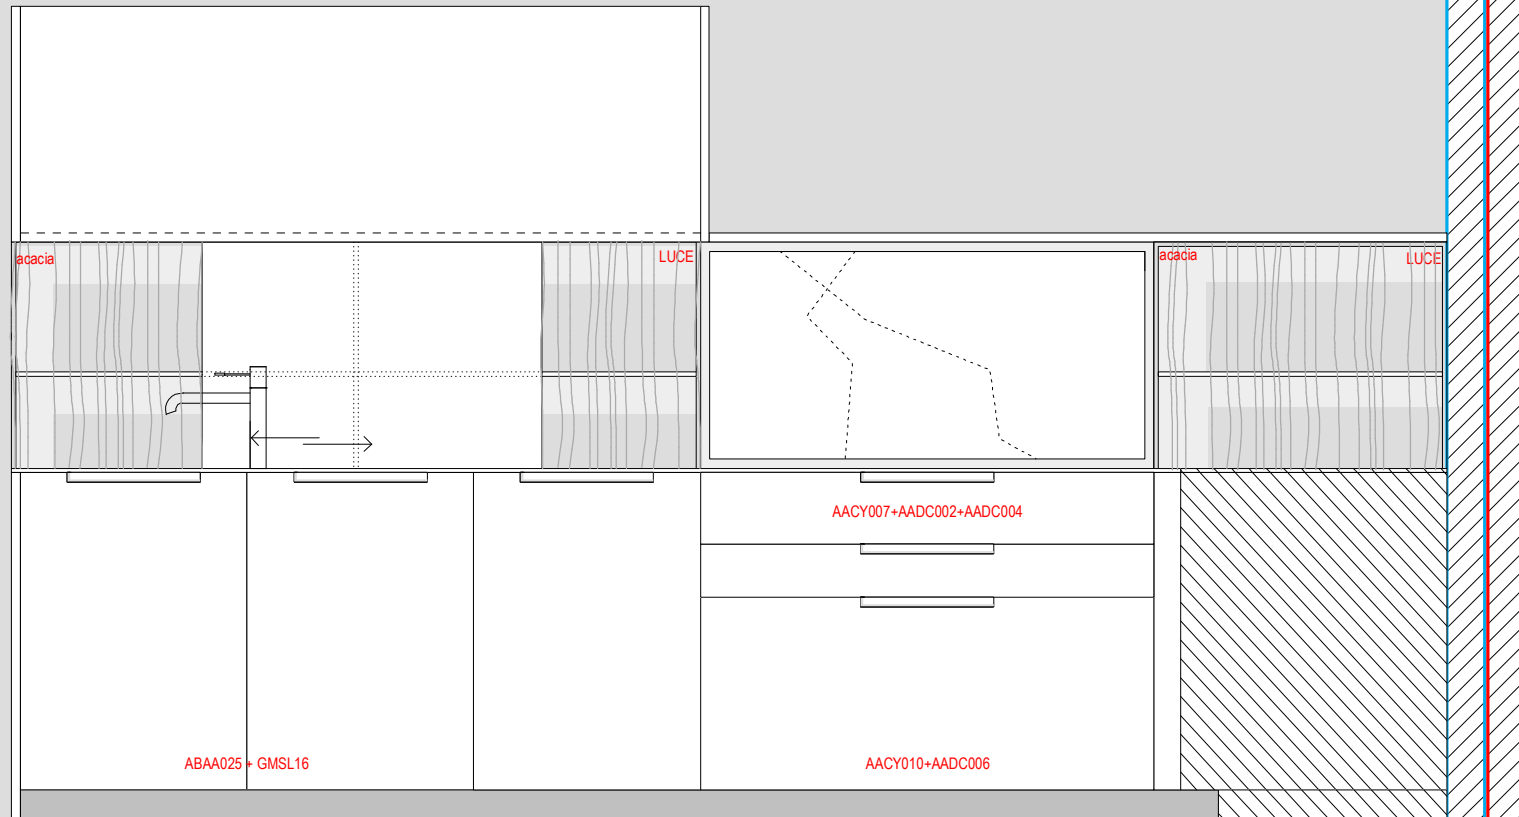 acacia
LUCE
acacia
LUCE
AACY007+AADC002+AADC004
ABAA025 + GMSL16
AACY010+AADC006